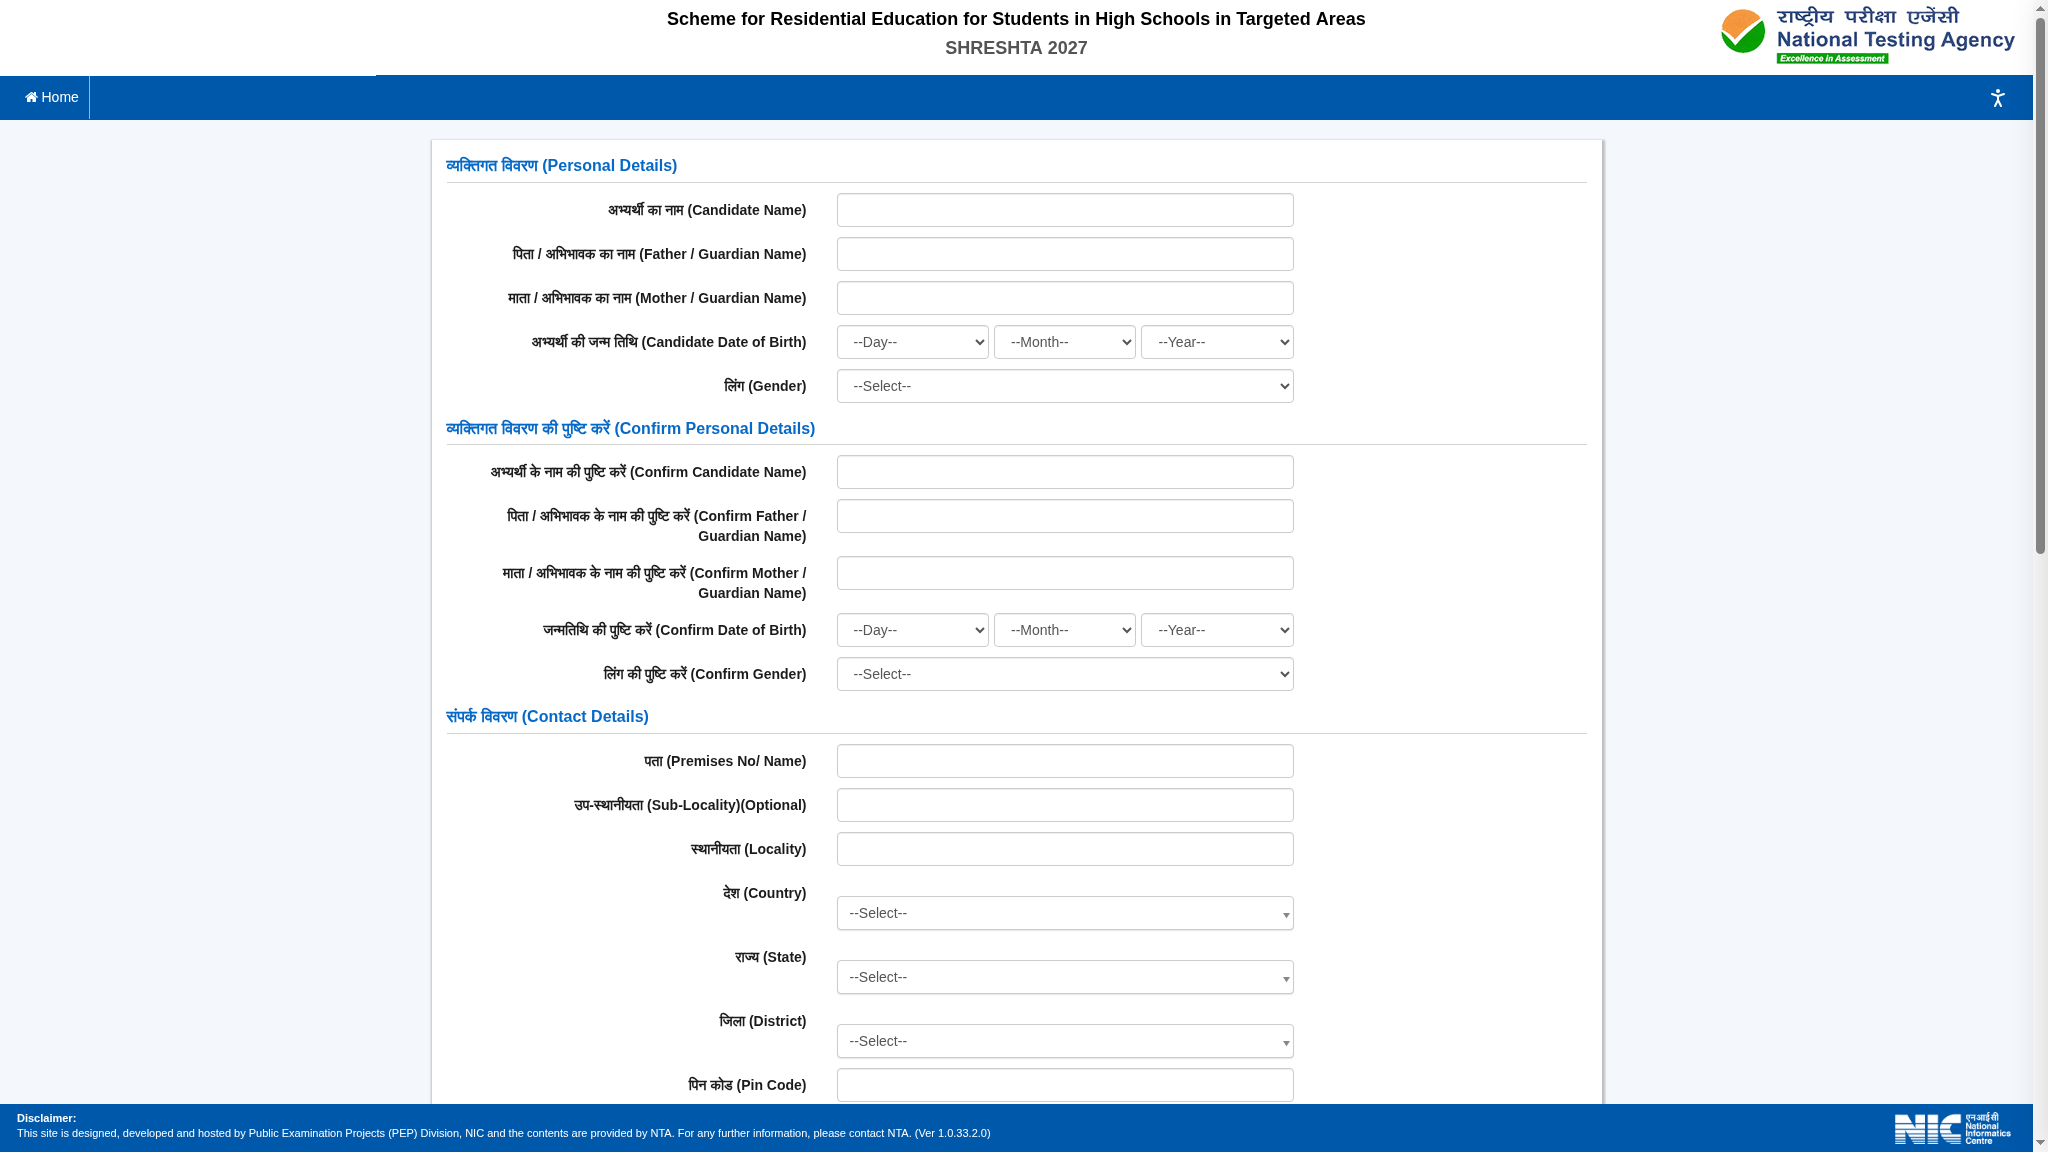 Scheme for Residential Education for Students in High Schools in Targeted Areas
SHRESHTA 2027
राष्ट्रीय परीक्षा एजेंसी
National Testing Agency
Excellence in Assessment
Home
व्यक्तिगत विवरण (Personal Details)
अभ्यर्थी का नाम (Candidate Name)
पिता / अभिभावक का नाम (Father / Guardian Name)
माता / अभिभावक का नाम (Mother / Guardian Name)
अभ्यर्थी की जन्म तिथि (Candidate Date of Birth) --Day-- --Month-- --Year--
लिंग (Gender) --Select--
व्यक्तिगत विवरण की पुष्टि करें (Confirm Personal Details)
अभ्यर्थी के नाम की पुष्टि करें (Confirm Candidate Name)
पिता / अभिभावक के नाम की पुष्टि करें (Confirm Father /
Guardian Name)
माता / अभिभावक के नाम की पुष्टि करें (Confirm Mother /
Guardian Name)
जन्मतिथि की पुष्टि करें (Confirm Date of Birth) --Day-- --Month-- --Year--
लिंग की पुष्टि करें (Confirm Gender) --Select--
संपर्क विवरण (Contact Details)
पता (Premises No/ Name)
उप-स्थानीयता (Sub-Locality)(Optional)
स्थानीयता (Locality)
देश (Country)
--Select--
राज्य (State)
--Select--
जिला (District)
--Select--
पिन कोड (Pin Code)
Disclaimer:
This site is designed, developed and hosted by Public Examination Projects (PEP) Division, NIC and the contents are provided by NTA. For any further information, please contact NTA. (Ver 1.0.33.2.0)
NIC
एनआईसी
National
Informatics
Centre